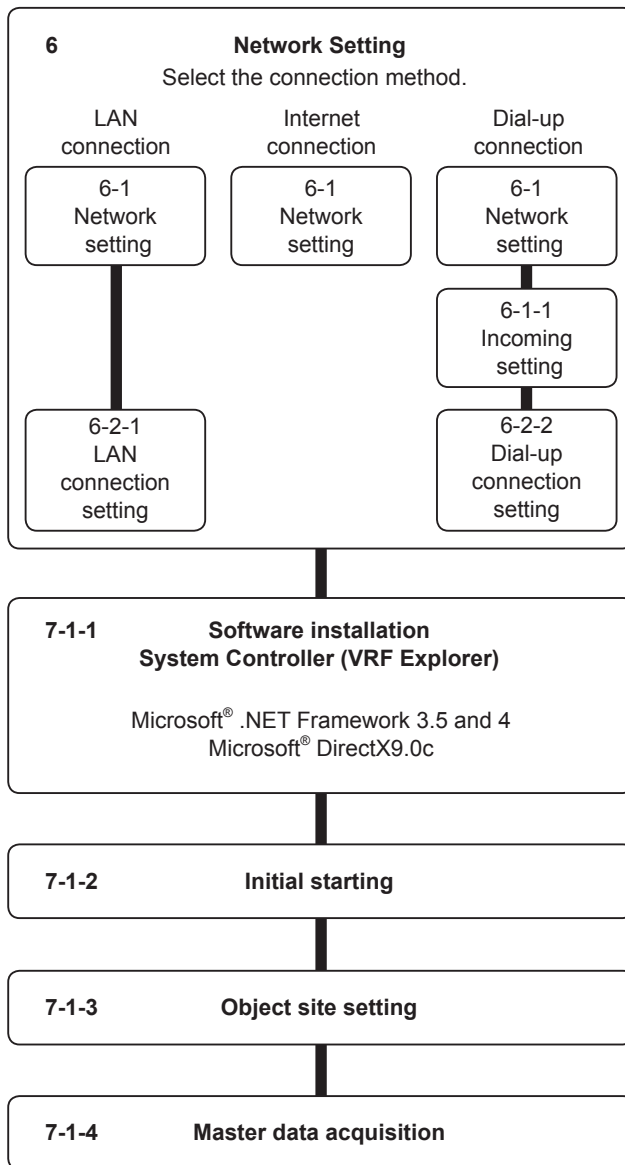 6 Network Setting
Select the connection method.
LAN
connection
Internet
connection
Dial-up
connection
6-1
Network
setting
6-1
Network
setting
6-1
Network
setting
6-1-1
Incoming
setting
6-2-1
LAN
connection
setting
6-2-2
Dial-up
connection
setting
7-1-1 Software installation
System Controller (VRF Explorer)
Microsoft® .NET Framework 3.5 and 4
Microsoft® DirectX9.0c
7-1-2 Initial starting
7-1-3 Object site setting
7-1-4 Master data acquisition